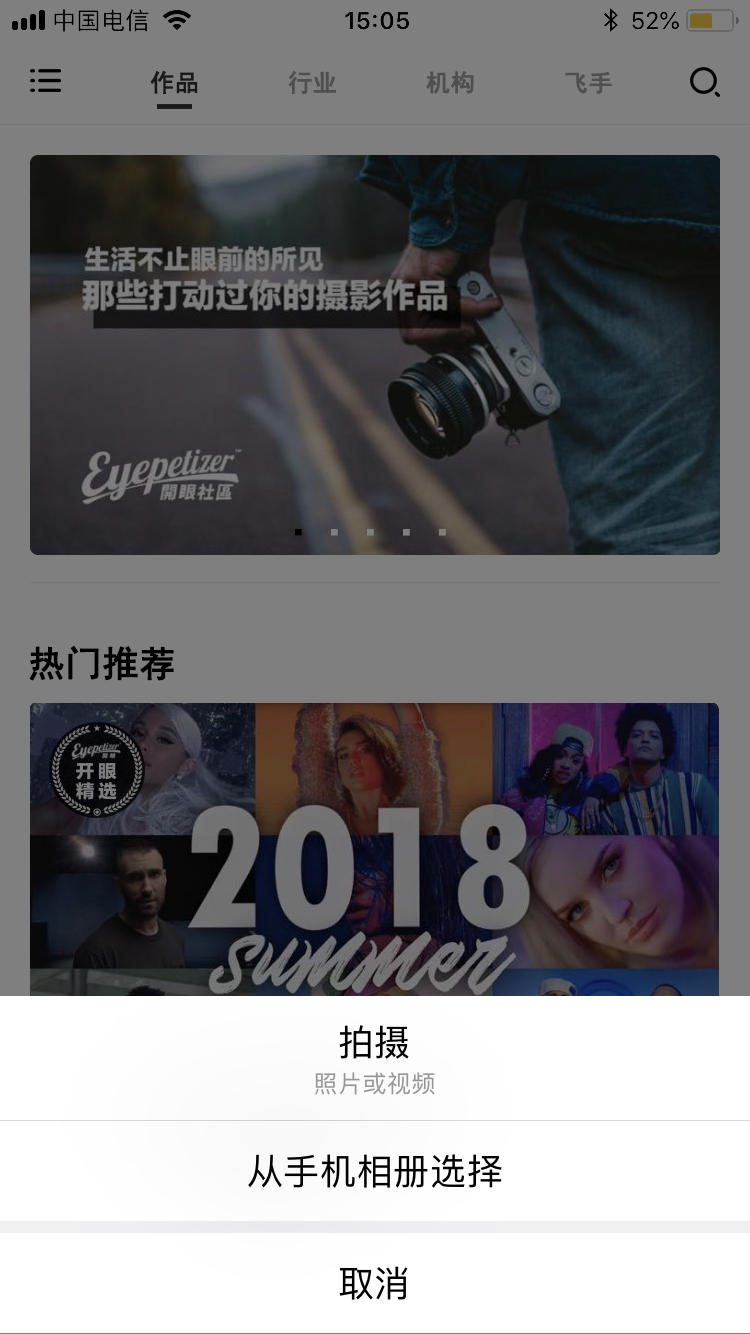 中国电信 15:05 52%
作品 行业 机构 飞手
生活不止眼前的所见
那些打动过你的摄影作品
Eyepetizer™
開眼社區
热门推荐
Eyepetizer
開眼
开眼
精选
2018
summer
拍摄
照片或视频
从手机相册选择
取消